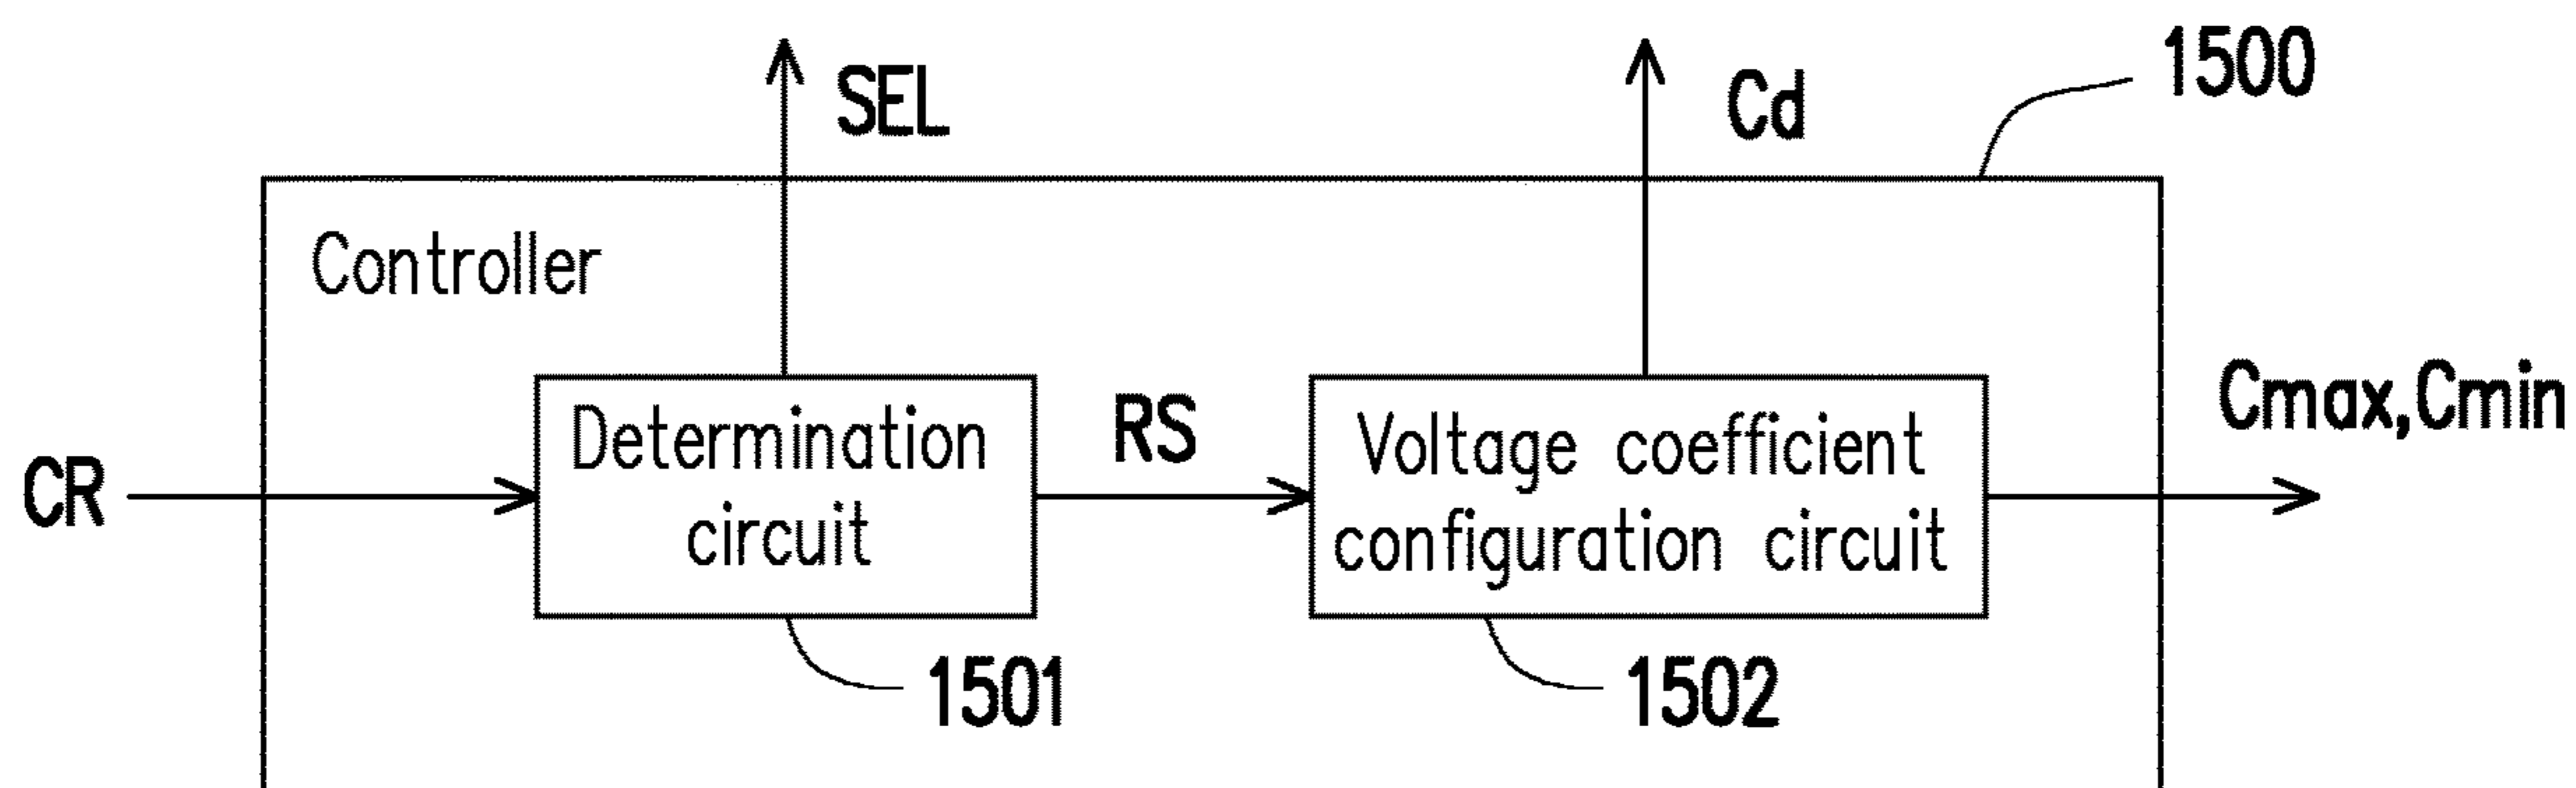 1500
SEL
Cd
Controller
Cmax,Cmin
CR
Determination
circuit
RS
Voltage coefficient
configuration circuit
1501
1502